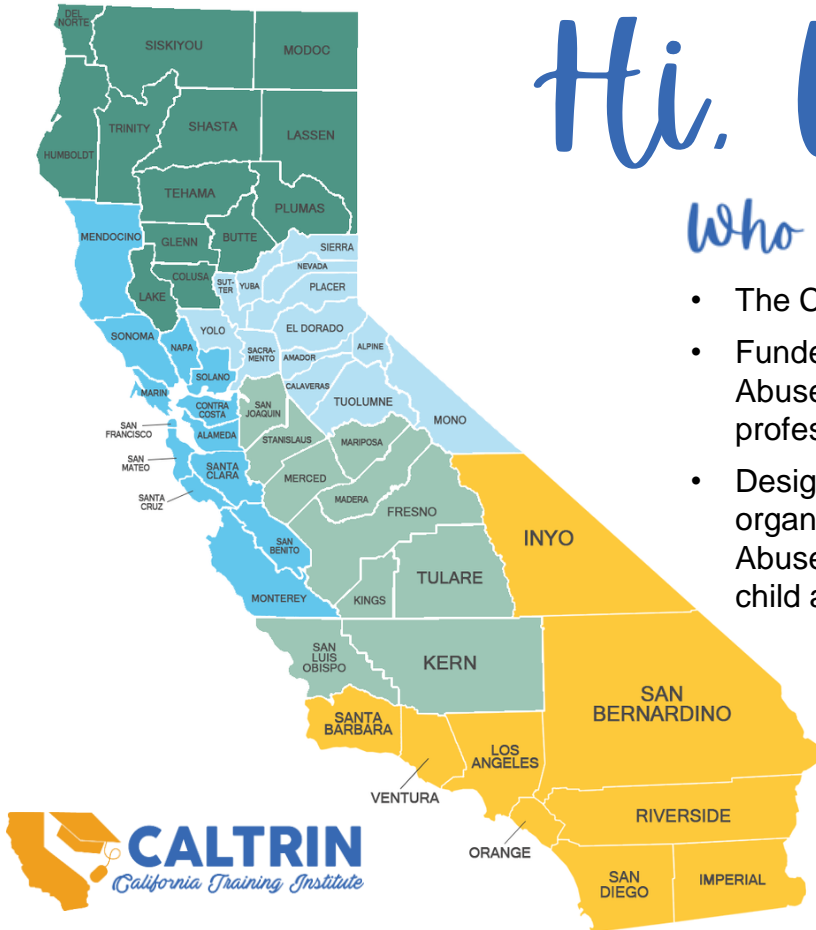 Hi,
Who
DEL
NORTE
SISKIYOU
MODOC
TRINITY
SHASTA
LASSEN
HUMBOLDT
TEHAMA
PLUMAS
MENDOCINO
GLENN
BUTTE
SIERRA
NEVADA
COLUSA
SUT-
TER
YUBA
PLACER
LAKE
SONOMA
NAPA
YOLO
EL DORADO
SACRA-
MENTO
AMADOR
ALPINE
SOLANO
MARIN
CONTRA
COSTA
SAN
JOAQUIN
CALAVERAS
TUOLUMNE
MONO
SAN
FRANCISCO
ALAMEDA
STANISLAUS
MARIPOSA
SAN
MATEO
SANTA
CLARA
MERCED
SANTA
CRUZ
MADERA
FRESNO
SAN
BENITO
INYO
MONTEREY
KINGS
TULARE
SAN
LUIS
OBISPO
KERN
SANTA
BARBARA
SAN
BERNARDINO
LOS
ANGELES
VENTURA
RIVERSIDE
ORANGE
SAN
DIEGO
IMPERIAL
• The C
• Funde
Abuse
profes
• Desig
organ
Abuse
child a
CALTRIN
California Training Institute